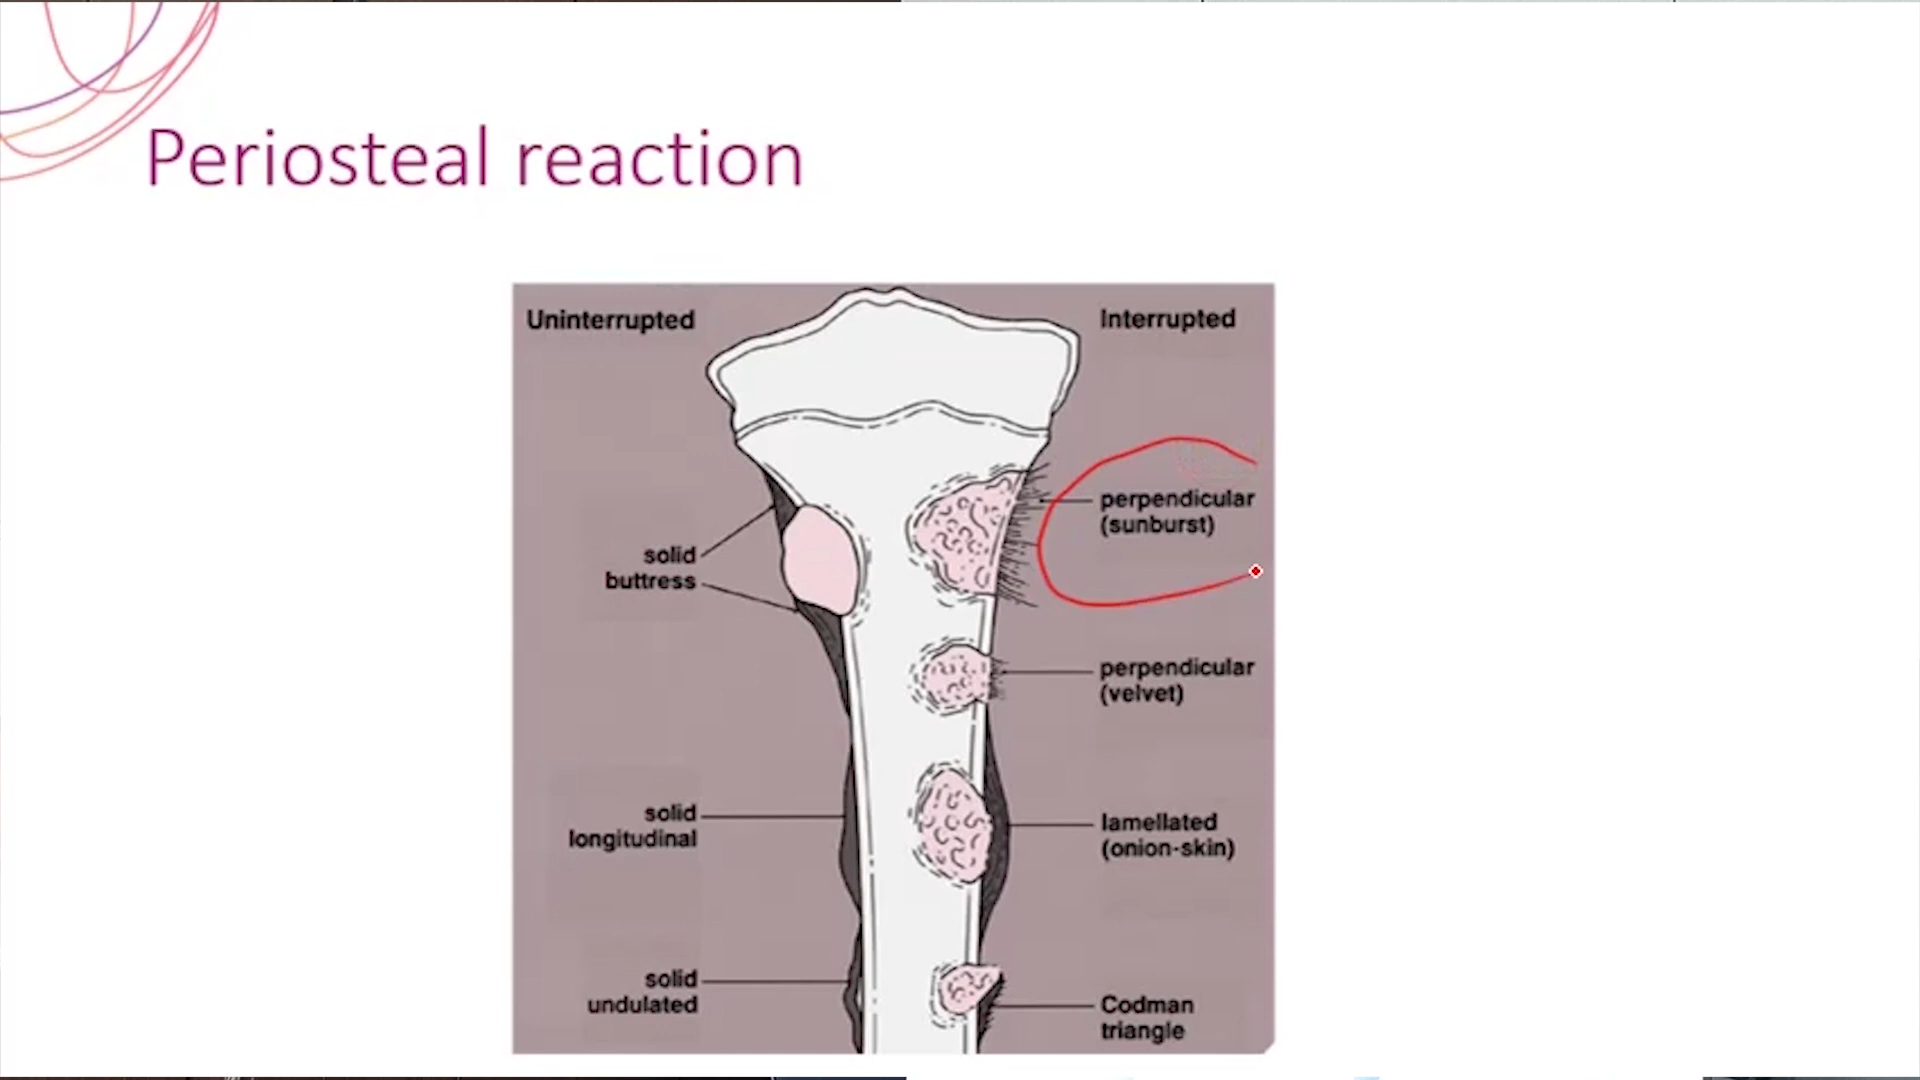 Periosteal reaction
Uninterrupted
Interrupted
solid
buttress
solid
longitudinal
solid
undulated
perpendicular
(sunburst)
perpendicular
(velvet)
lamellated
(onion-skin)
Codman
triangle